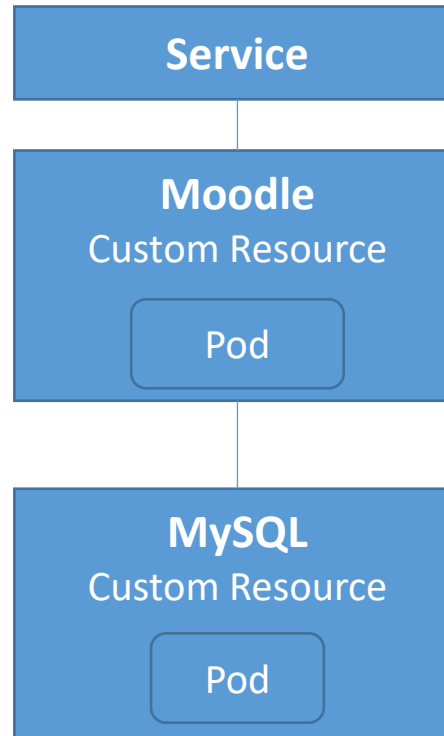 Service
Moodle
Custom Resource
Pod
MySQL
Custom Resource
Pod